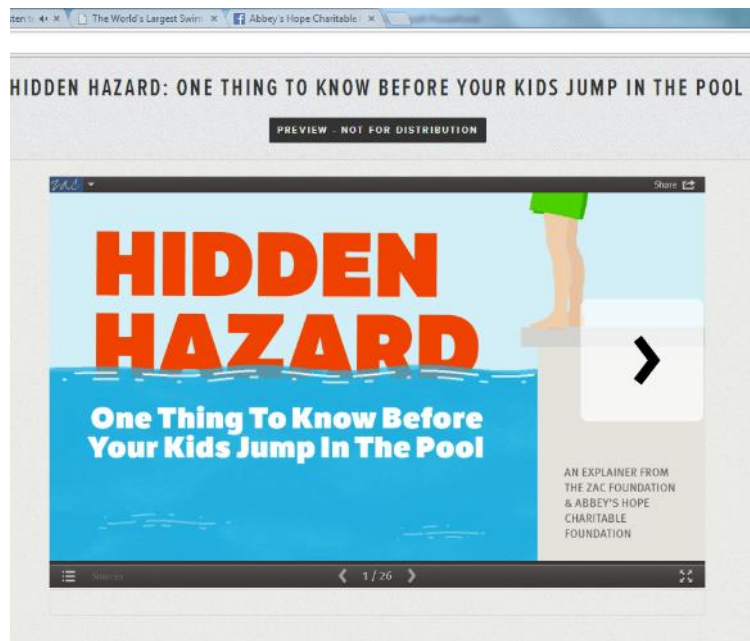 The World's Largest Swim
Abbey's Hope Charitable
HIDDEN HAZARD: ONE THING TO KNOW BEFORE YOUR KIDS JUMP IN THE POOL
PREVIEW - NOT FOR DISTRIBUTION
ZAC
Share
HIDDEN
HAZARD
One Thing To Know Before
Your Kids Jump In The Pool
AN EXPLAINER FROM
THE ZAC FOUNDATION
& ABBEY'S HOPE
CHARITABLE
FOUNDATION
Sources
1/26